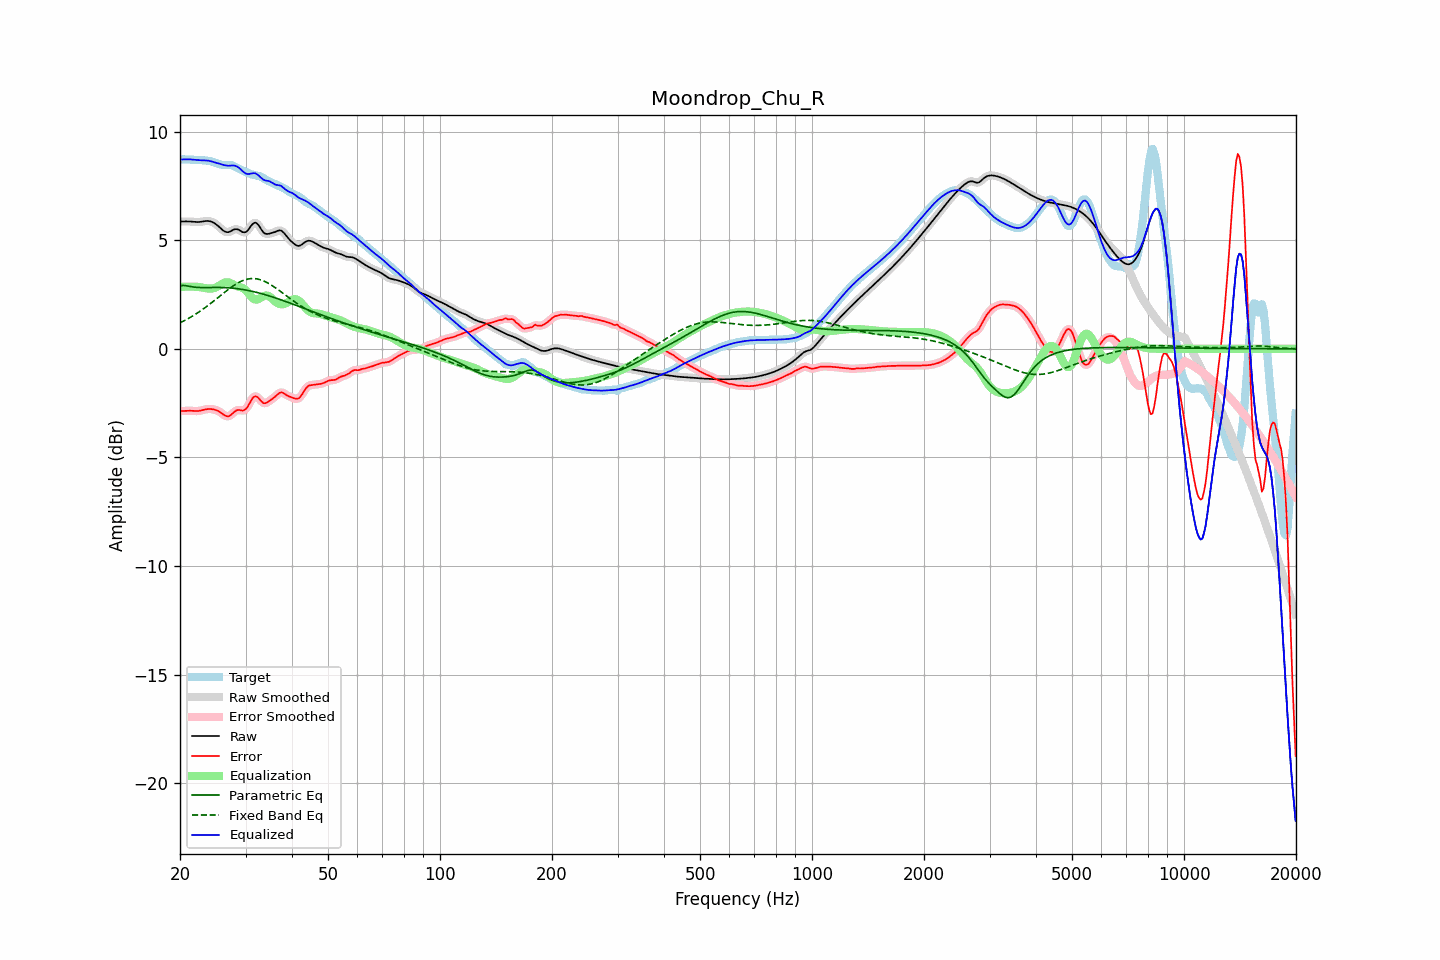 Moondrop_Chu_R
10
5
0
−5
−10
−15
−20
Amplitude (dBr)
Target
Raw Smoothed
Error Smoothed
Raw
Error
Equalization
Parametric Eq
Fixed Band Eq
Equalized
20 50 100 200 500 1000 2000 5000 10000 20000
Frequency (Hz)